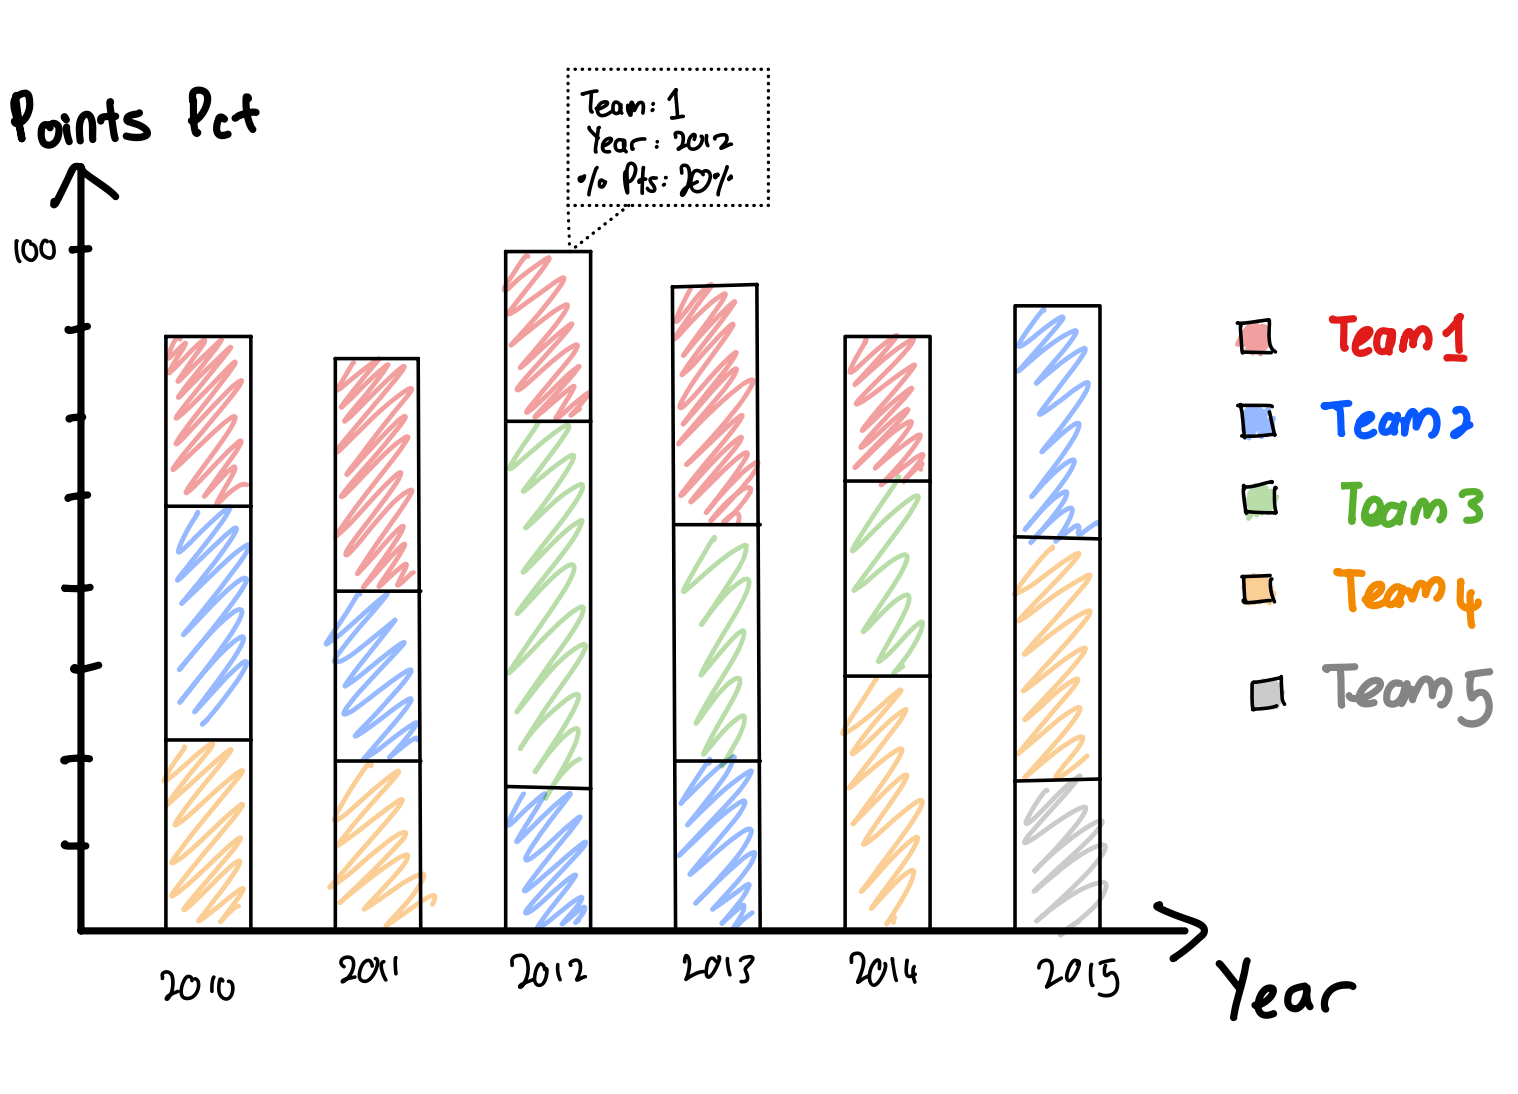 Points Pct
Team: 1
Year: 2012
% Pts: 20%
100
Team 1
Team 2
Team 3
Team 4
Team 5
2010
2011
2012
2013
2014
2015
Year